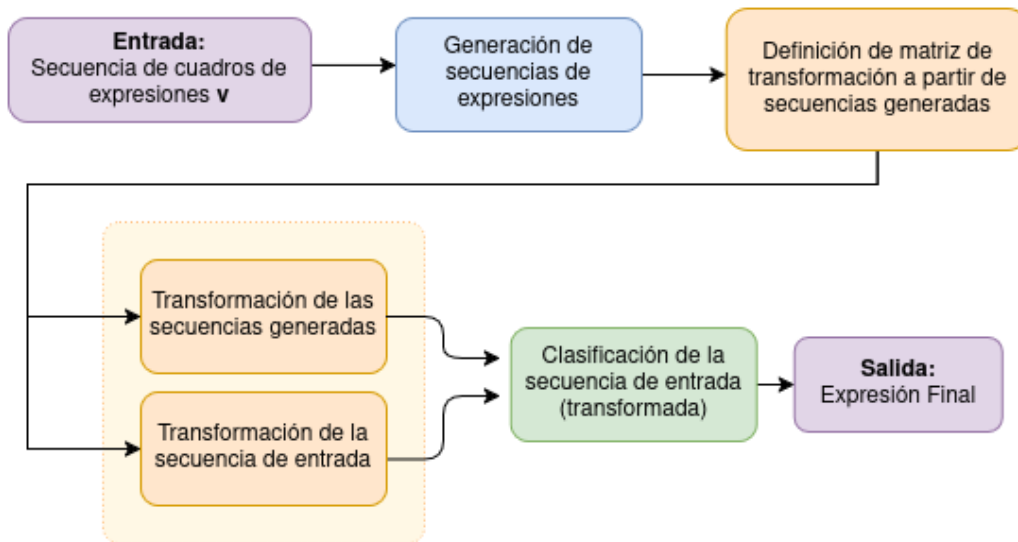 Entrada:
Secuencia de cuadros de
expresiones v
Generación de
secuencias de
expresiones
Definición de matriz de
transformación a partir de
secuencias generadas
Transformación de las
secuencias generadas
Transformación de la
secuencia de entrada
Clasificación de la
secuencia de entrada
(transformada)
Salida:
Expresión Final